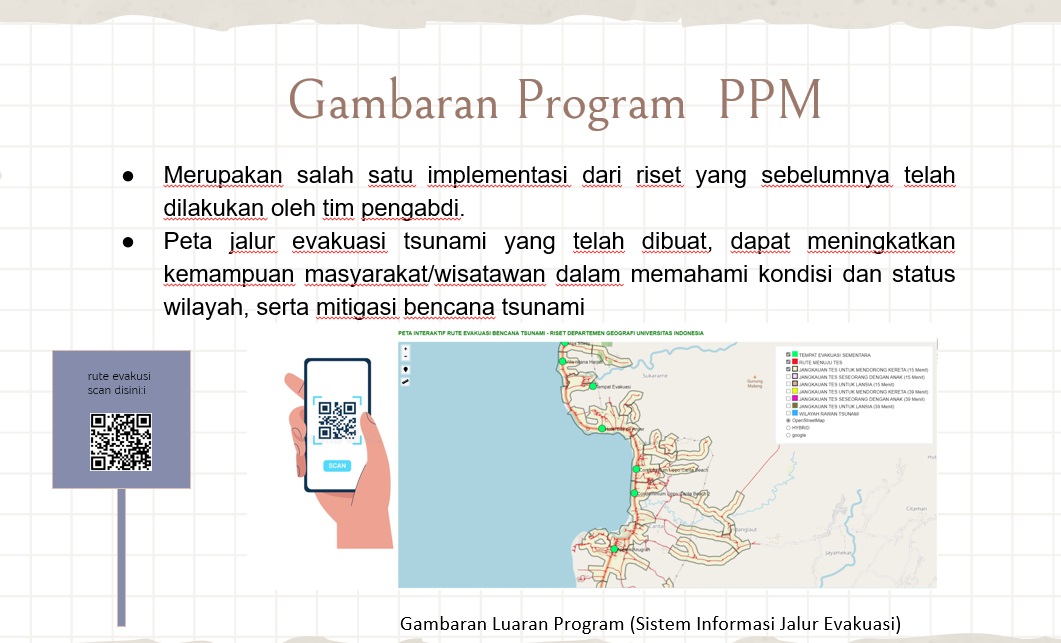 Gambaran Program PPM
● Merupakan salah satu implementasi dari riset yang sebelumnya telah
dilakukan oleh tim pengabdi.
● Peta jalur evakuasi tsunami yang telah dibuat, dapat meningkatkan
kemampuan masyarakat/wisatawan dalam memahami kondisi dan status
wilayah, serta mitigasi bencana tsunami
rute evakusi
scan disini:i
SCAN
PETA INTERAKTIF RUTE EVAKUASI BENCANA TSUNAMI - RISET DEPARTEMEN GEOGRAFI UNIVERSITAS INDONESIA
TEMPAT EVAKUASI SEMENTARA
RUTE MENUJU TES
JANGKAUAN TES UNTUK MENDORONG KERETA (15 Menit)
JANGKAUAN TES SESEORANG DENGAN ANAK (15 Menit)
JANGKAUAN TES UNTUK LANSIA (15 Menit)
JANGKAUAN TES UNTUK MENDORONG KERETA (30 Menit)
JANGKAUAN TES SESEORANG DENGAN ANAK (30 Menit)
JANGKAUAN TES UNTUK LANSIA (30 Menit)
WILAYAH RAWAN TSUNAMI
OpenStreetMap
HYBRID
google
Sukarame
Tempat Evakuasi
Citaman
Jayamekar
Gambaran Luaran Program (Sistem Informasi Jalur Evakuasi)